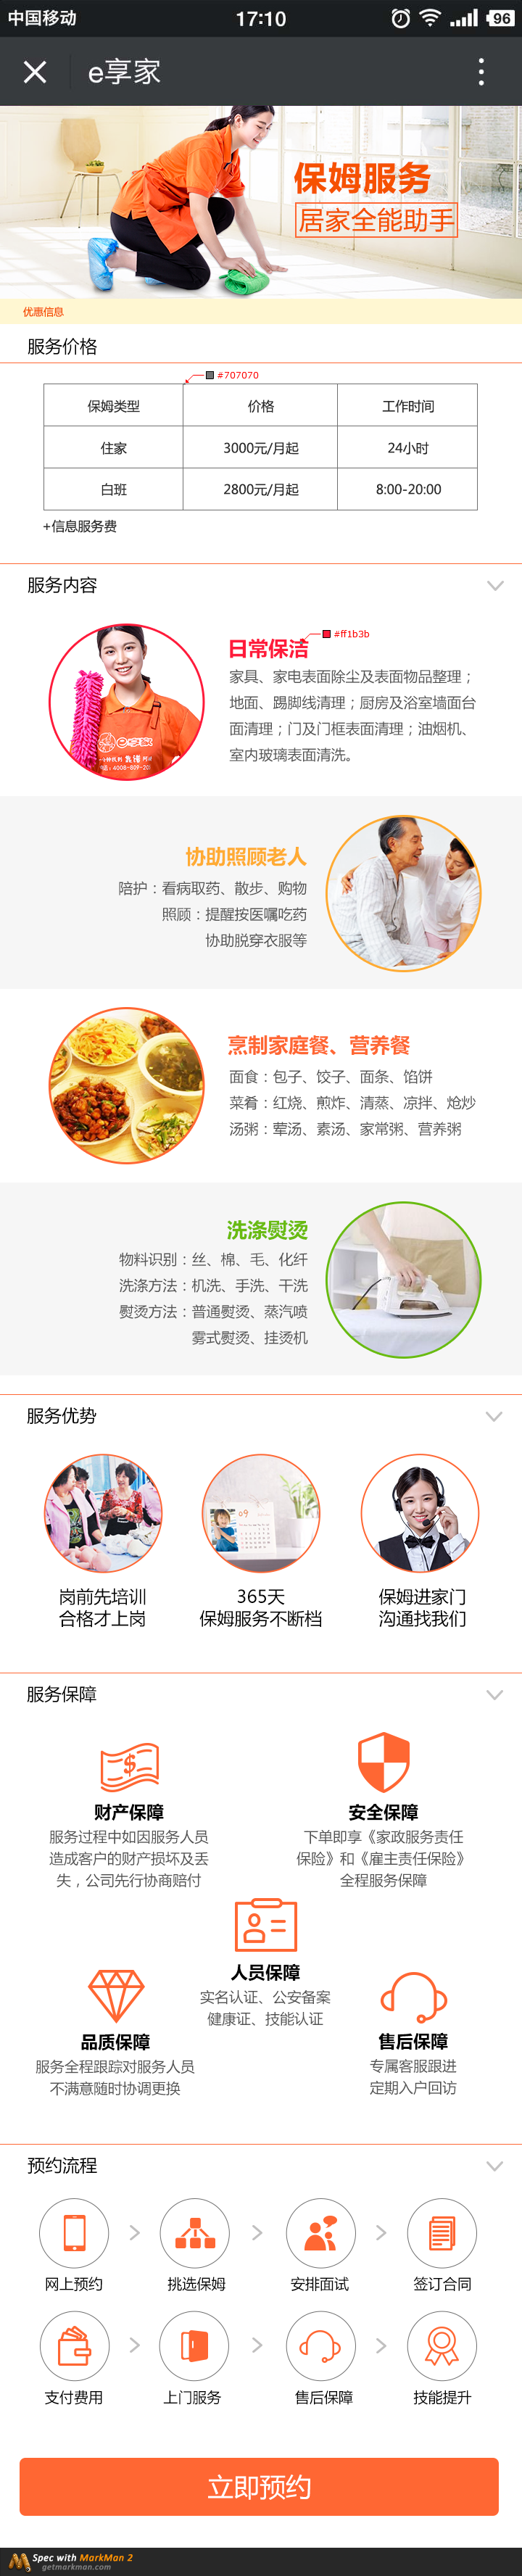 中国移动 17:10 96
e享家
保姆服务
居家全能助手
优惠信息
服务价格
#707070
保姆类型 价格 工作时间
住家 3000元/月起 24小时
白班 2800元/月起 8:00-20:00
+信息服务费
服务内容
#ff1b3b
日常保洁
家具、家电表面除尘及表面物品整理；
地面、踢脚线清理；厨房及浴室墙面台
面清理；门及门框表面清理；油烟机、
室内玻璃表面清洗。
e享家
协助照顾老人
陪护：看病取药、散步、购物
照顾：提醒按医嘱吃药
协助脱穿衣服等
烹制家庭餐、营养餐
面食：包子、饺子、面条、馅饼
菜肴：红烧、煎炸、清蒸、凉拌、炝炒
汤粥：荤汤、素汤、家常粥、营养粥
洗涤熨烫
物料识别：丝、棉、毛、化纤
洗涤方法：机洗、手洗、干洗
熨烫方法：普通熨烫、蒸汽喷
雾式熨烫、挂烫机
服务优势
09
岗前先培训
合格才上岗
365天
保姆服务不断档
保姆进家门
沟通找我们
服务保障
财产保障
服务过程中如因服务人员
造成客户的财产损坏及丢
失，公司先行协商赔付
安全保障
下单即享《家政服务责任
保险》和《雇主责任保险》
全程服务保障
人员保障
实名认证、公安备案
健康证、技能认证
品质保障
服务全程跟踪对服务人员
不满意随时协调更换
售后保障
专属客服跟进
定期入户回访
预约流程
网上预约 挑选保姆 安排面试 签订合同
支付费用 上门服务 售后保障 技能提升
立即预约
Spec with MarkMan 2
getmarkman.com